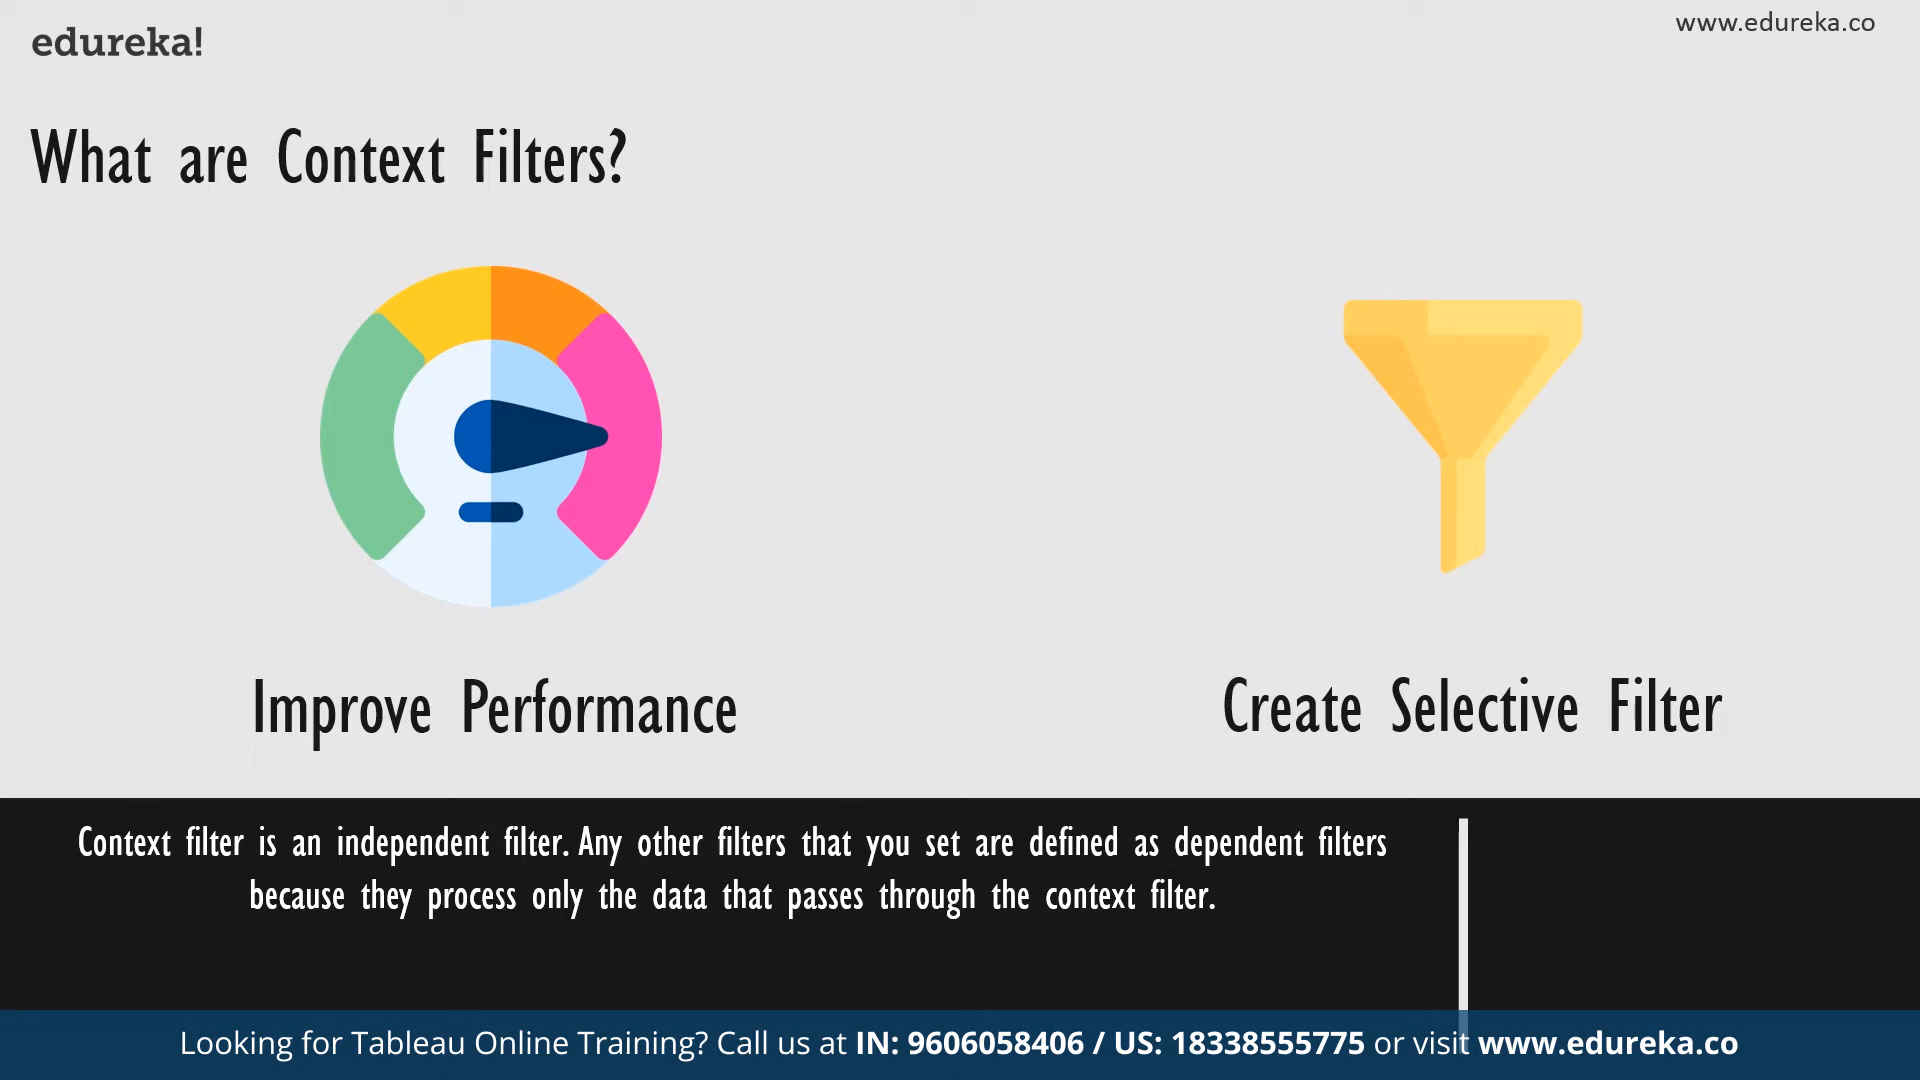 edureka!
www.edureka.co
What are Context Filters?
Improve Performance
Create Selective Filter
Context filter is an independent filter. Any other filters that you set are defined as dependent filters
because they process only the data that passes through the context filter.
Looking for Tableau Online Training? Call us at IN: 9606058406 / US: 18338555775 or visit www.edureka.co